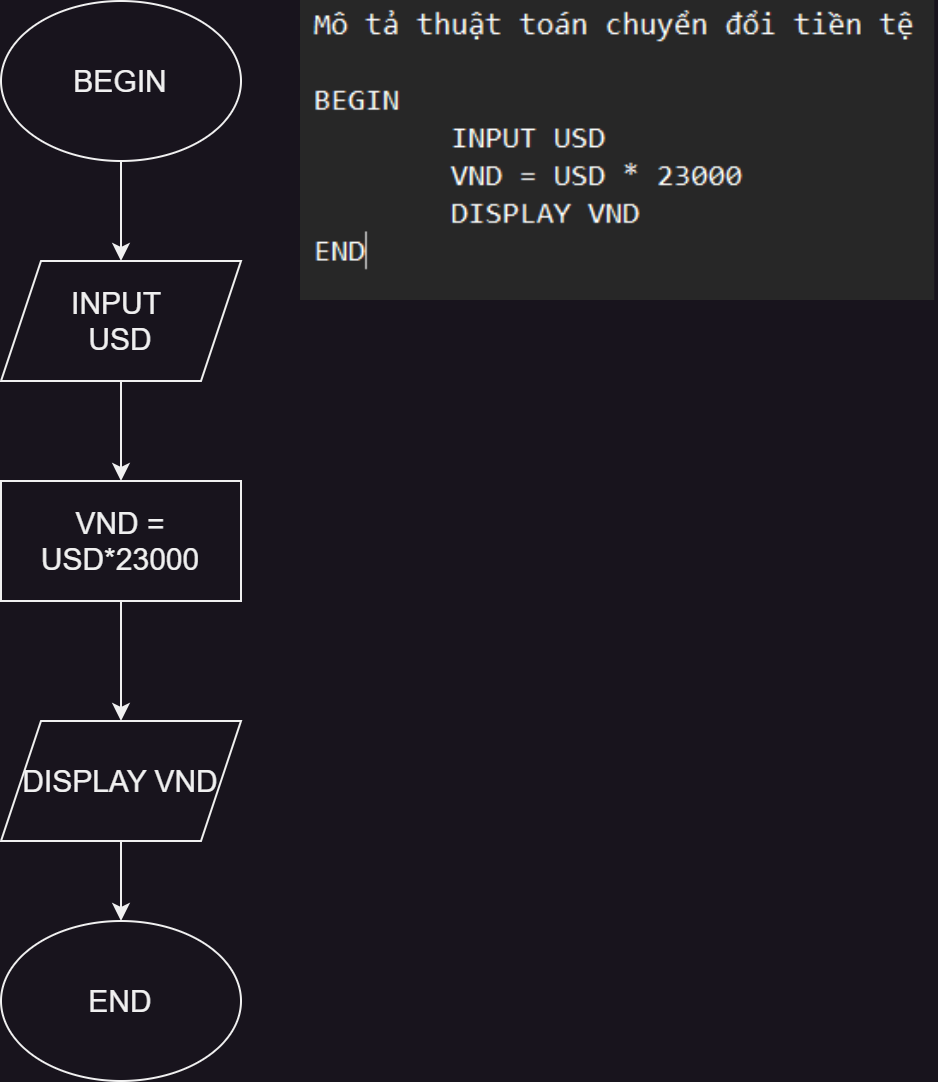 BEGIN
INPUT
USD
VND =
USD*23000
DISPLAY VND
END
Mô tả thuật toán chuyển đổi tiền tệ
BEGIN
INPUT USD
VND = USD * 23000
DISPLAY VND
END